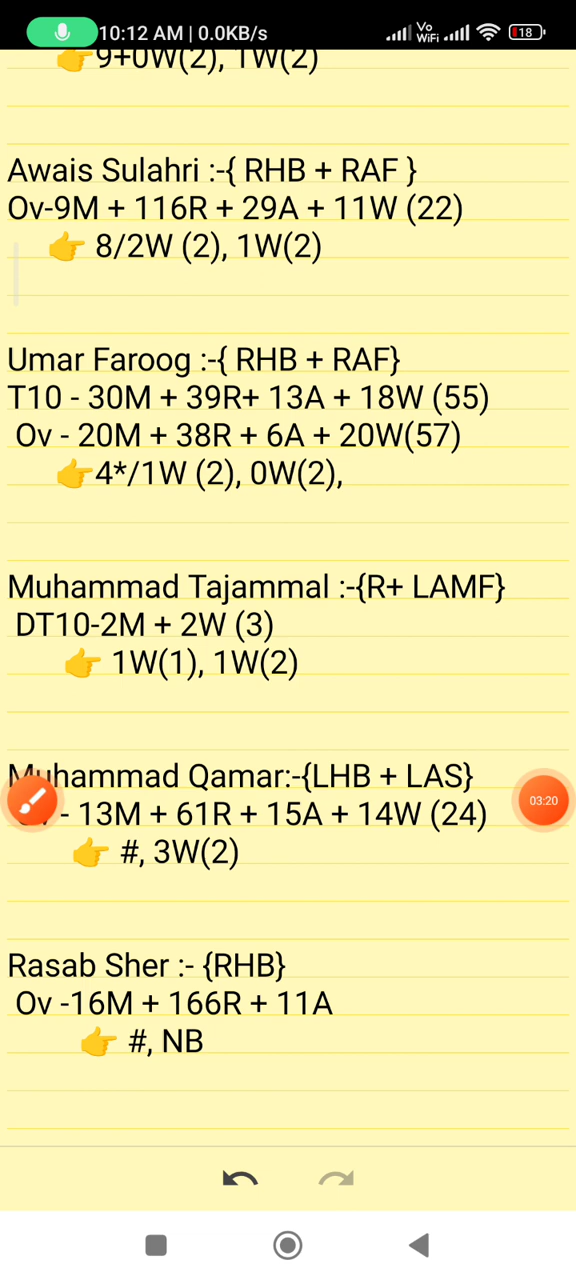 10:12 AM | 0.0KB/s Vo WiFi 18
👉9+0W(2), 1W(2)
Awais Sulahri :-{ RHB + RAF }
Ov-9M + 116R + 29A + 11W (22)
👉 8/2W (2), 1W(2)
Umar Faroog :-{ RHB + RAF}
T10 - 30M + 39R+ 13A + 18W (55)
Ov - 20M + 38R + 6A + 20W(57)
👉4*/1W (2), 0W(2),
Muhammad Tajammal :-{R+ LAMF}
DT10-2M + 2W (3)
👉 1W(1), 1W(2)
Muhammad Qamar:-{LHB + LAS}
- 13M + 61R + 15A + 14W (24)
03:20
👉 #, 3W(2)
Rasab Sher :- {RHB}
Ov -16M + 166R + 11A
👉 #, NB